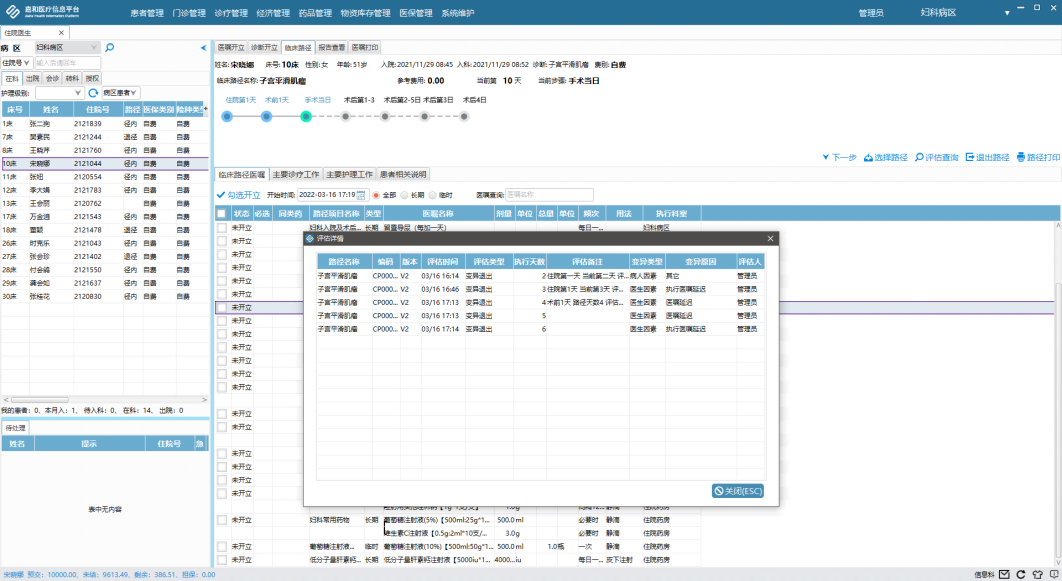 嘉和医疗信息平台
患者管理 门诊管理 诊疗管理 经济管理 药品管理 物资库存管理 医保管理 系统维护
管理员 妇科病区
住院医生
病 区 妇科病区
住院号 输入后请按车
在科 出院 会诊 转科 授权
护理级别: 病区患者
床号 姓名 住院号 路径 医保类别 险种类型
1床 张二狗 2121839 径内 自费 自费
7床 樊素民 2121244 退径 自费 自费
8床 王晓芹 2121760 径内 自费 自费
10床 宋晓娜 2121044 径内 自费 自费
11床 张妞 2120554 径内 自费 自费
12床 李大娟 2121783 径内 自费 自费
13床 王会丽 2120762 自费 自费
17床 万金通 2121543 径内 自费 自费
18床 2121478 退径 自费 自费
26床 时克乐 2121043 径内 自费 自费
27床 张会珍 2121402 退径 自费 自费
28床 付会峰 2121550 径内 自费 自费
29床 龚会如 2121637 径内 自费 自费
30床 张桂花 2120830 径内 自费 自费
我的患者: 0, 本月入: 1, 待入科: 0, 在科: 14, 出院: 0
待处理
姓名 提示 住院号 急
表中无内容
医嘱开立 诊断开立 临床路径 报告查看 医嘱打印
姓名:宋晓娜 床号:10床 性别:女 年龄:51岁 入院:2021/11/29 08:45 入科:2021/11/29 08:52 诊断:子宫平滑肌瘤 费别:自费
临床路径名称:子宫平滑肌瘤 参考费用:0.00 当前第 10 天 当前步骤:手术当日
住院第1天 术前1天 手术当日 术后第1-3 术后第2-5日 术后第3日 术后4日
下一步 选择路径 评估查询 退出路径 路径打印
临床路径医嘱 主要诊疗工作 主要护理工作 患者相关说明
勾选开立 开始时间: 2022-03-16 17:19 全部 长期 临时 医嘱查询: 医嘱名称
状态 必选 同类药 路径项目名称 类型 医嘱名称 剂量 单位 总量 单位 频次 用法 执行科室
未开立 妇科入院及术后... 长期 留置导尿（每加一天） 每日一... 妇科病区
未开立
未开立
未开立
未开立
未开立
未开立
未开立
未开立
未开立
未开立
未开立
未开立
评估详情
路径名称 编码 版本 评估时间 评估类型 执行天数 评估备注 变异类型 变异原因 评估人
子宫平滑肌瘤 CP000... V2 03/16 16:14 变异退出 2 住院第一天 当前第二天 评... 病人因素 其它 管理员
子宫平滑肌瘤 CP000... V2 03/16 16:46 变异退出 3 住院第1天 当前第3天 评... 医生因素 执行医嘱延迟 管理员
子宫平滑肌瘤 CP000... V2 03/16 17:13 变异退出 4 术前1天 路径天数4 评估... 医生因素 医嘱延迟 管理员
子宫平滑肌瘤 CP000... V2 03/16 17:13 变异退出 5 医生因素 医嘱延迟 管理员
子宫平滑肌瘤 CP000... V2 03/16 17:14 变异退出 6 医生因素 执行医嘱延迟 管理员
关闭(ESC)
未开立
未开立
未开立
未开立
未开立
未开立
未开立 妇科常用药物 长期 葡萄糖注射液(5%)【500ml:25g*1... 500.0 ml 必要时 静滴 住院药房
维生素C注射液【0.5g:2ml*10支/... 3.0 g 必要时 静滴 住院药房
未开立 葡萄糖注射液... 临时 葡萄糖注射液(10%)【500ml:50g*1... 500.0 ml 1.0 瓶 一次 静滴 住院药房
未开立 低分子量肝素钙... 长期 低分子量肝素钙注射液【5000iu*1... 4000... iu 每日一... 皮下注射 住院药房
宋晓娜 预交: 10000.00, 未结: 9613.49, 剩余: 386.51, 担保: 0.00
信息科